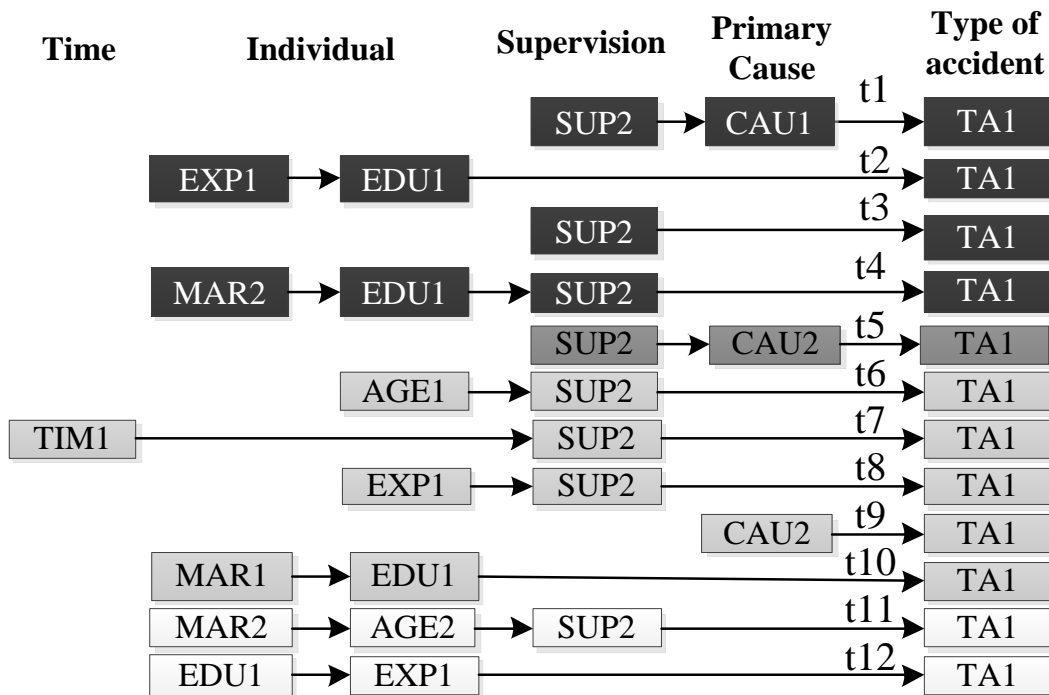 Time Individual Supervision Primary Cause Type of accident
SUP2 CAU1 t1 TA1
EXP1 EDU1 t2 TA1
SUP2 t3 TA1
MAR2 EDU1 SUP2 t4 TA1
SUP2 CAU2 t5 TA1
AGE1 SUP2 t6 TA1
TIM1 SUP2 t7 TA1
EXP1 SUP2 t8 TA1
CAU2 t9 TA1
MAR1 EDU1 t10 TA1
MAR2 AGE2 SUP2 t11 TA1
EDU1 EXP1 t12 TA1